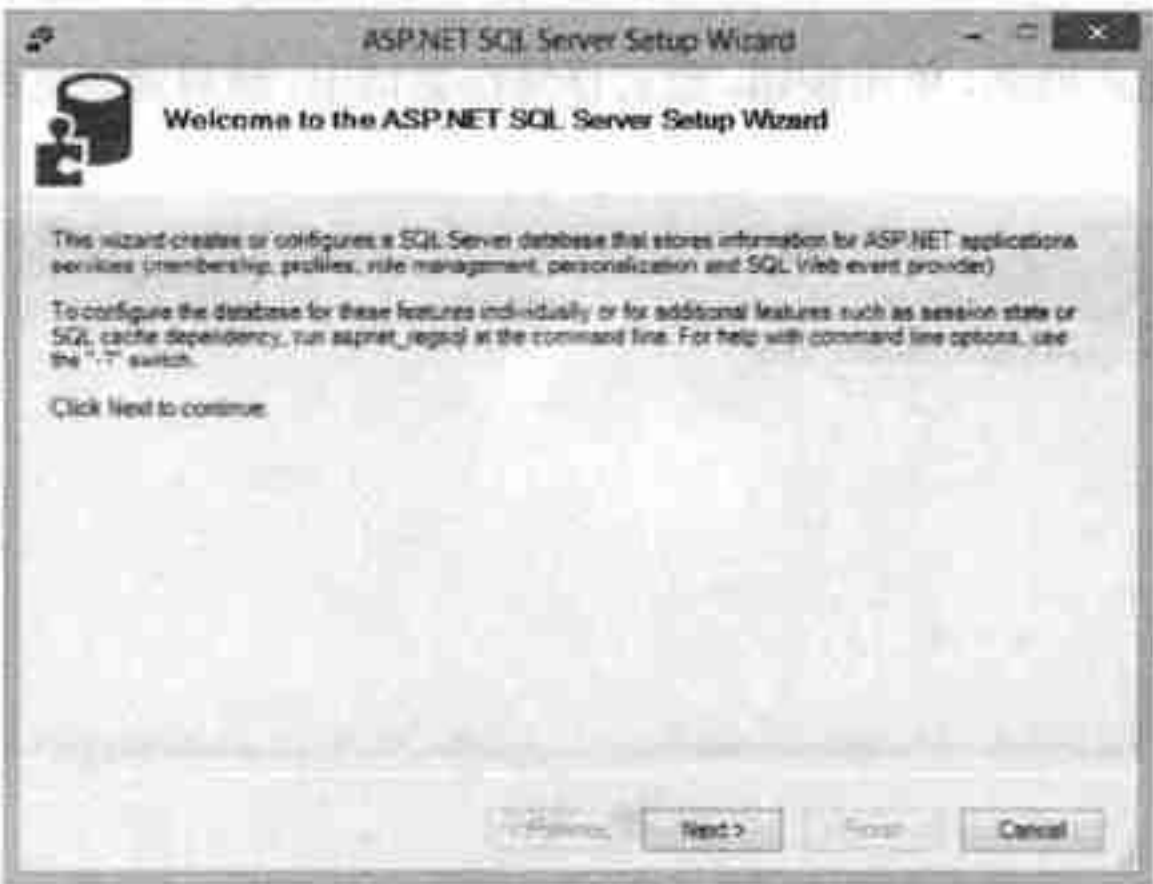 ASP.NET SQL Server Setup Wizard
Welcome to the ASP.NET SQL Server Setup Wizard
This wizard creates or configures a SQL Server database that stores information for ASP.NET applications
services (membership, profiles, role management, personalization and SQL Web event provider)
To configure the database for these features individually or for additional features such as session state or
SQL cache dependency, run aspnet_regsql at the command line. For help with command line options, use
the "-?" switch.
Click Next to continue.
< Previous
Next >
Finish
Cancel